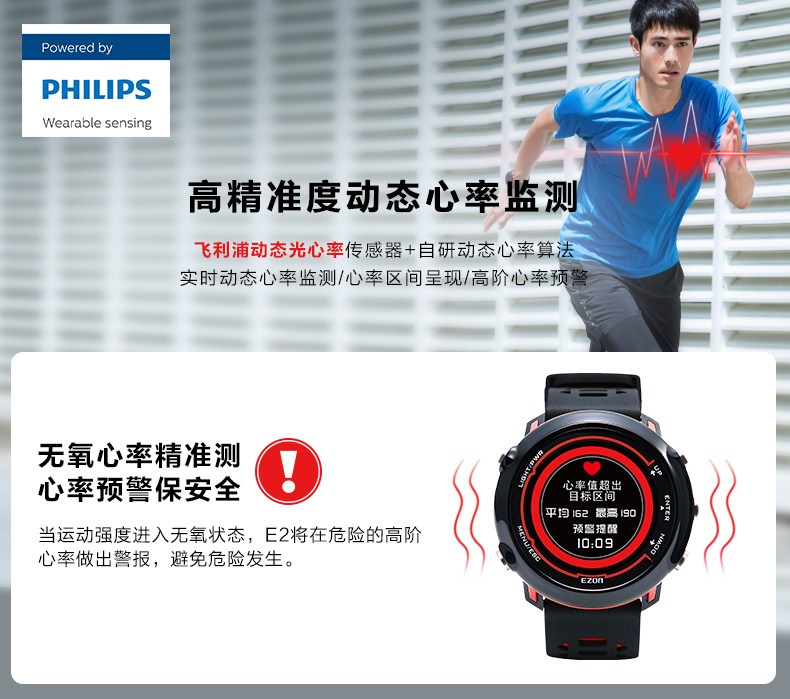 Powered by
PHILIPS
Wearable sensing
高精准度动态心率监测
飞利浦动态光心率传感器+自研动态心率算法
实时动态心率监测/心率区间呈现/高阶心率预警
无氧心率精准测
心率预警保安全
当运动强度进入无氧状态，E2将在危险的高阶
心率做出警报，避免危险发生。
LIGHT/PWR
UP
心率值超出
目标区间
平均162 最高190
预警提醒
10:09
ENTER
MENU/ESC
DOWN
EZON